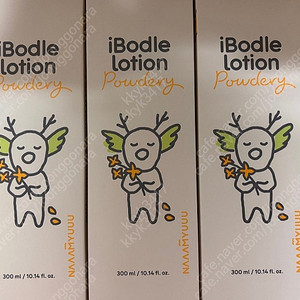 iBodle
lotion
Powdery
NAAAMYUUU
300 ml / 10.14 fl. oz.
iBodle
lotion
Powdery
NAAAMYUUU
300 ml / 10.14 fl. oz.
iBodle
lotion
Powdery
NAAAMYUUU
300 ml / 10.14 fl. oz.